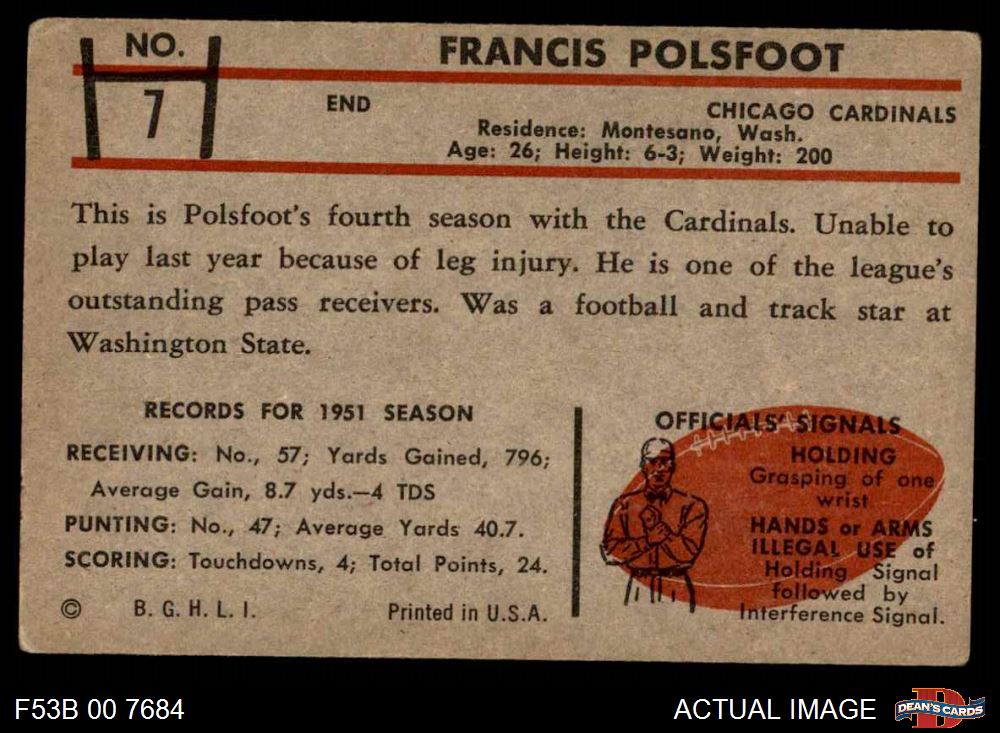 NO.
7
FRANCIS POLSFOOT
END
CHICAGO CARDINALS
Residence: Montesano, Wash.
Age: 26; Height: 6-3; Weight: 200
This is Polsfoot's fourth season with the Cardinals. Unable to
play last year because of leg injury. He is one of the league's
outstanding pass receivers. Was a football and track star at
Washington State.
RECORDS FOR 1951 SEASON
RECEIVING: No., 57; Yards Gained, 796;
Average Gain, 8.7 yds.—4 TDS
PUNTING: No., 47; Average Yards 40.7.
SCORING: Touchdowns, 4; Total Points, 24.
© B. G. H. L. I. Printed in U.S.A.
OFFICIALS' SIGNALS
HOLDING
Grasping of one
wrist
HANDS or ARMS
ILLEGAL USE of
Holding Signal
followed by
Interference Signal.
F53B 00 7684
ACTUAL IMAGE
D
DEAN'S CARDS